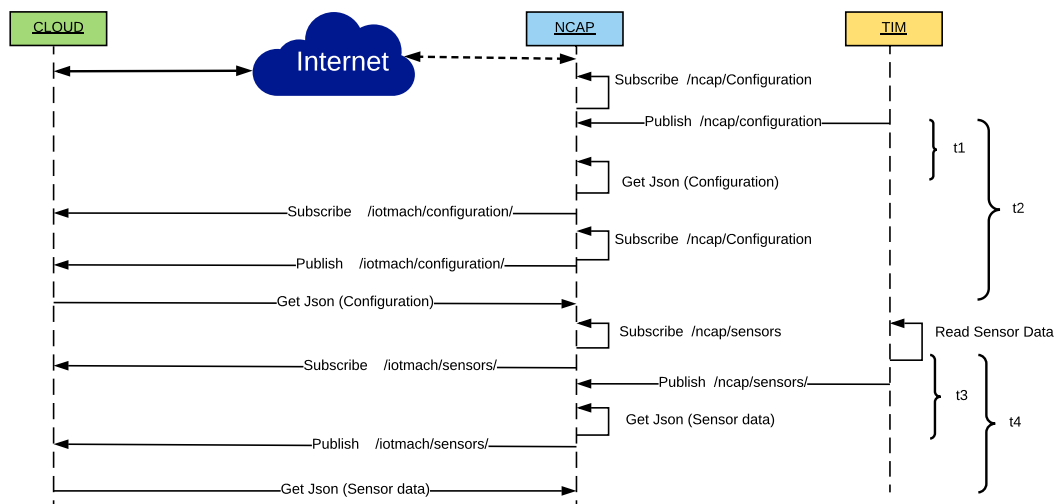 CLOUD
NCAP
TIM
Internet
Subscribe /ncap/Configuration
Publish /ncap/configuration
t1
Get Json (Configuration)
t2
Subscribe /iotmach/configuration/
Subscribe /ncap/Configuration
Publish /iotmach/configuration/
Get Json (Configuration)
Subscribe /ncap/sensors
Read Sensor Data
Subscribe /iotmach/sensors/
Publish /ncap/sensors/
t3
Get Json (Sensor data)
t4
Publish /iotmach/sensors/
Get Json (Sensor data)